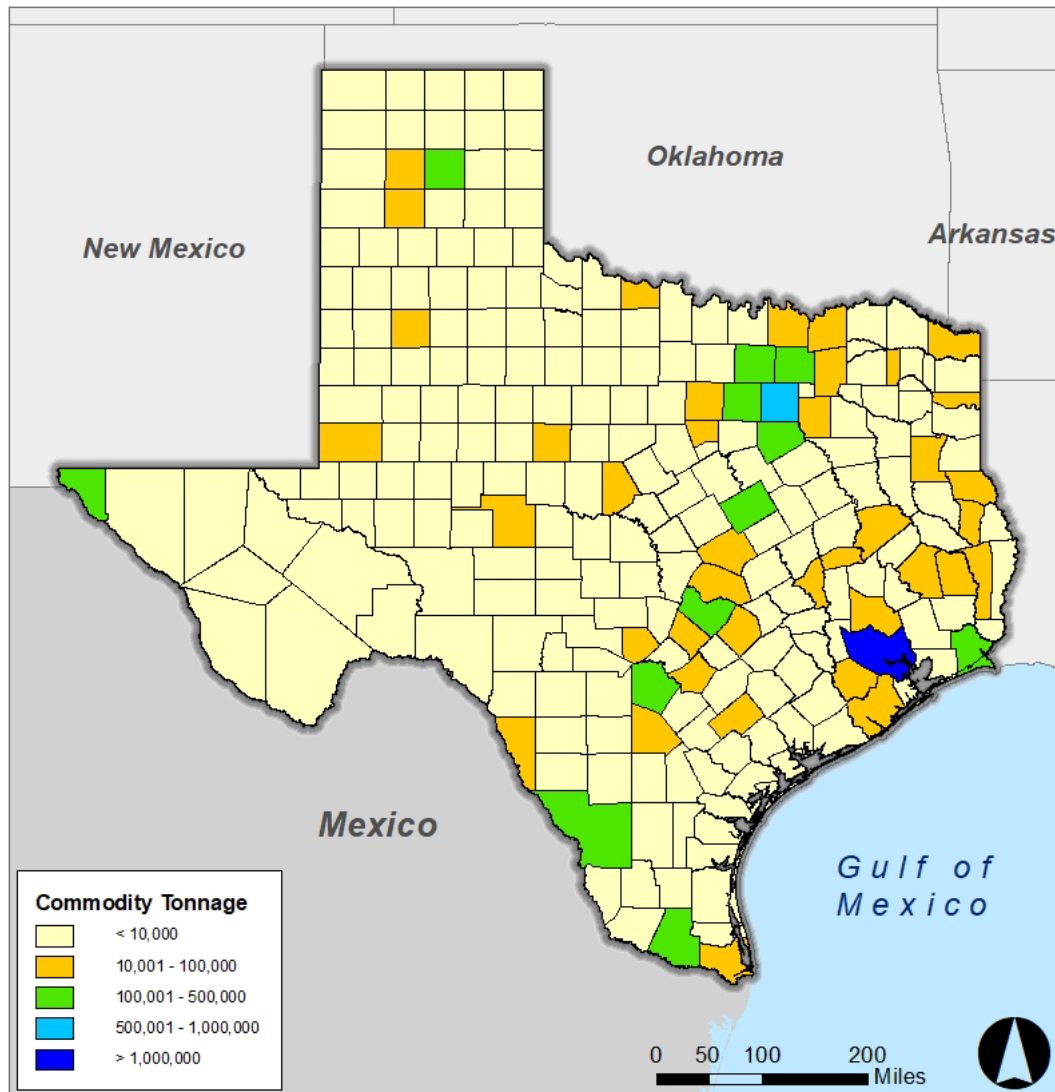 Oklahoma
Arkansas
New Mexico
Mexico
Gulf of
Mexico
Commodity Tonnage
< 10,000
10,001 - 100,000
100,001 - 500,000
500,001 - 1,000,000
> 1,000,000
0 50 100 200
Miles